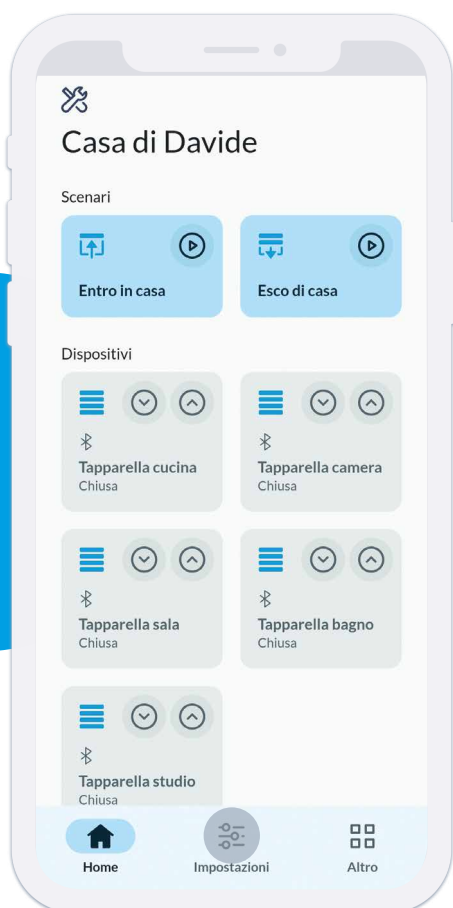 Casa di Davide
Scenari
Entro in casa
Esco di casa
Dispositivi
Tapparella cucina
Chiusa
Tapparella camera
Chiusa
Tapparella sala
Chiusa
Tapparella bagno
Chiusa
Tapparella studio
Chiusa
Home
Impostazioni
Altro